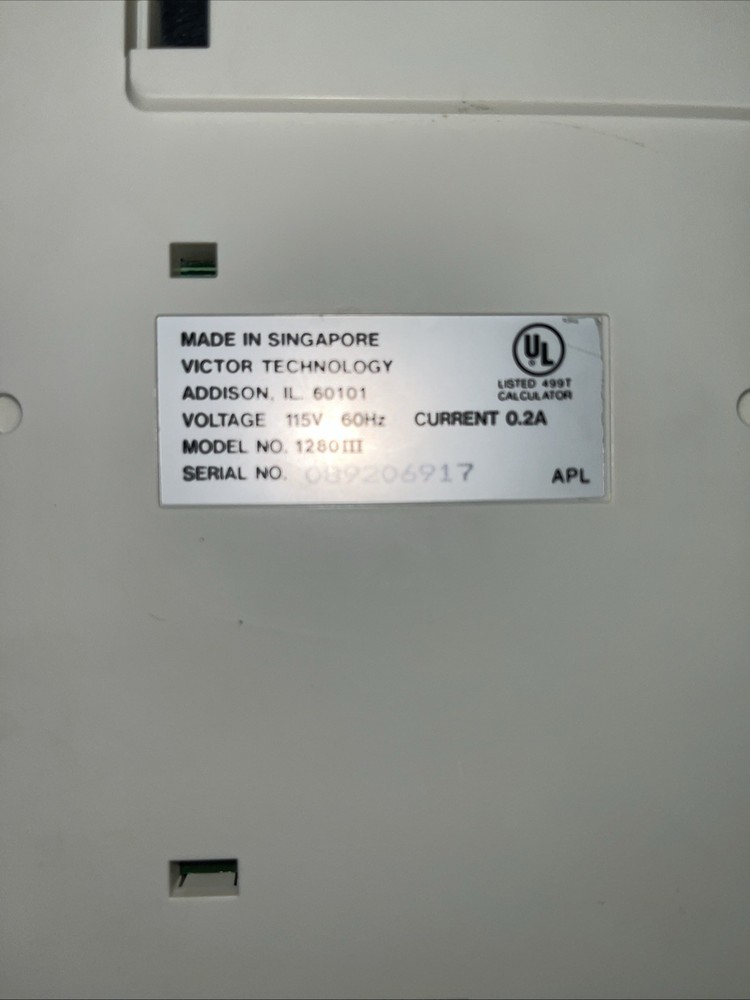 MADE IN SINGAPORE
VICTOR TECHNOLOGY
ADDISON, IL. 60101
VOLTAGE 115V 60Hz CURRENT 0.2A
MODEL NO. 1280III
SERIAL NO. 089206917
APL
UL
LISTED 499T
CALCULATOR